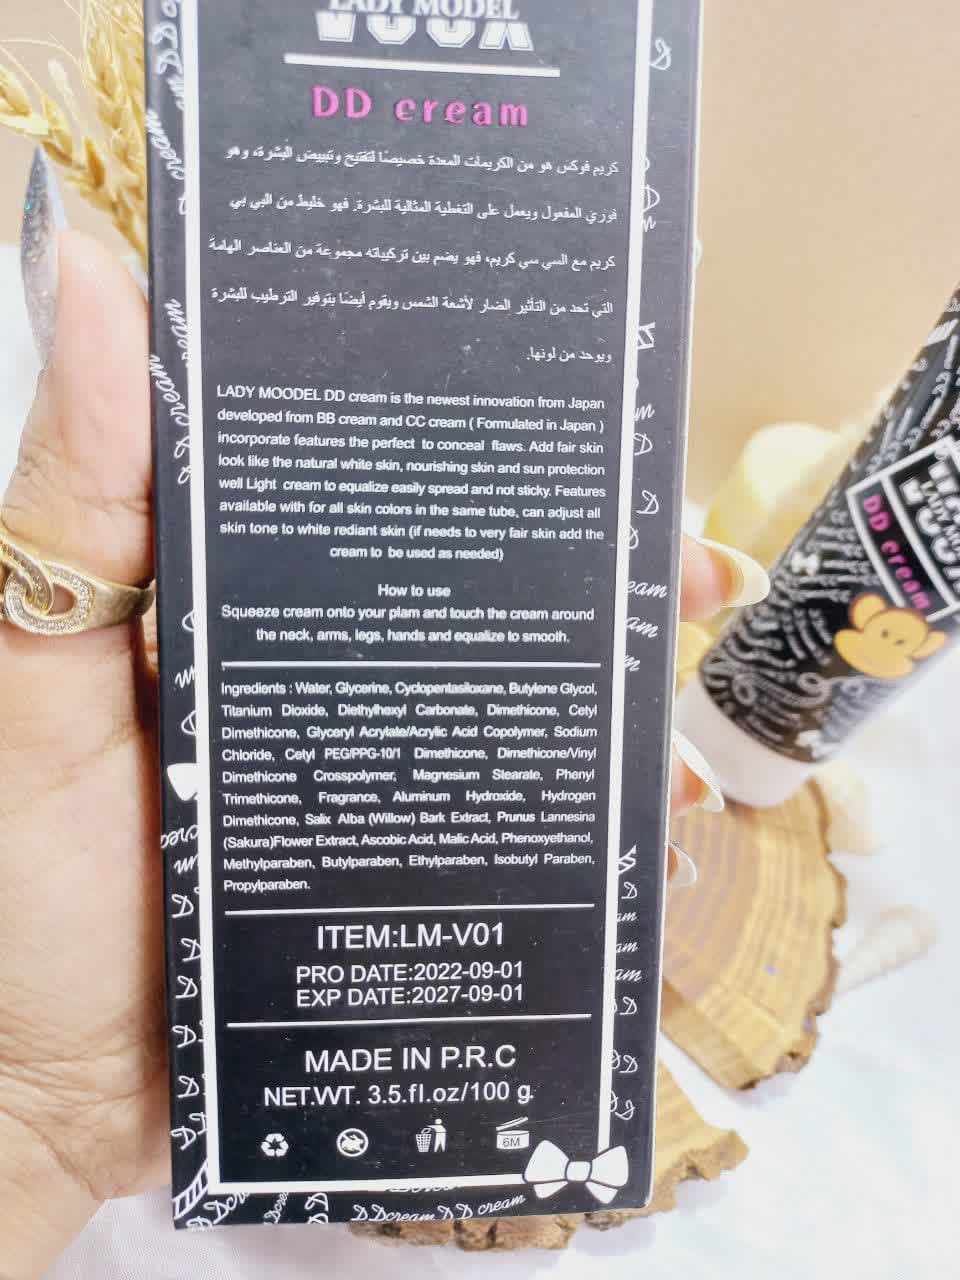 LADY MODEL
VOOX
DD cream
كريم فوكس هو من الكريمات المعدة خصيصًا لتفتيح وتبييض البشرة، وهو
فوري المفعول ويعمل على التغطية المثالية للبشرة. فهو خليط من البي بي
كريم مع السي سي كريم، فهو يضم بين تركيباته مجموعة من العناصر الهامة
التي تحد من التأثير الضار لأشعة الشمس ويقوم أيضًا بتوفير الترطيب للبشرة
ويوحد من لونها.
LADY MOODEL DD cream is the newest innovation from Japan
developed from BB cream and CC cream ( Formulated in Japan )
incorporate features the perfect to conceal flaws. Add fair skin
look like the natural white skin, nourishing skin and sun protection
well Light cream to equalize easily spread and not sticky. Features
available with for all skin colors in the same tube, can adjust all
skin tone to white rediant skin (if needs to very fair skin add the
cream to be used as needed)
How to use
Squeeze cream onto your plam and touch the cream around
the neck, arms, legs, hands and equalize to smooth.
Ingredients : Water, Glycerine, Cyclopentasiloxane, Butylene Glycol,
Titanium Dioxide, Diethylhexyl Carbonate, Dimethicone, Cetyl
Dimethicone, Glyceryl Acrylate/Acrylic Acid Copolymer, Sodium
Chloride, Cetyl PEG/PPG-10/1 Dimethicone, Dimethicone/Vinyl
Dimethicone Crosspolymer, Magnesium Stearate, Phenyl
Trimethicone, Fragrance, Aluminum Hydroxide, Hydrogen
Dimethicone, Salix Alba (Willow) Bark Extract, Prunus Lannesina
(Sakura)Flower Extract, Ascobic Acid, Malic Acid, Phenoxyethanol,
Methylparaben, Butylparaben, Ethylparaben, Isobutyl Paraben,
Propylparaben.
ITEM:LM-V01
PRO DATE:2022-09-01
EXP DATE:2027-09-01
MADE IN P.R.C
NET.WT. 3.5.fl.oz/100 g.
6M
DDcream DD cream
DD cream